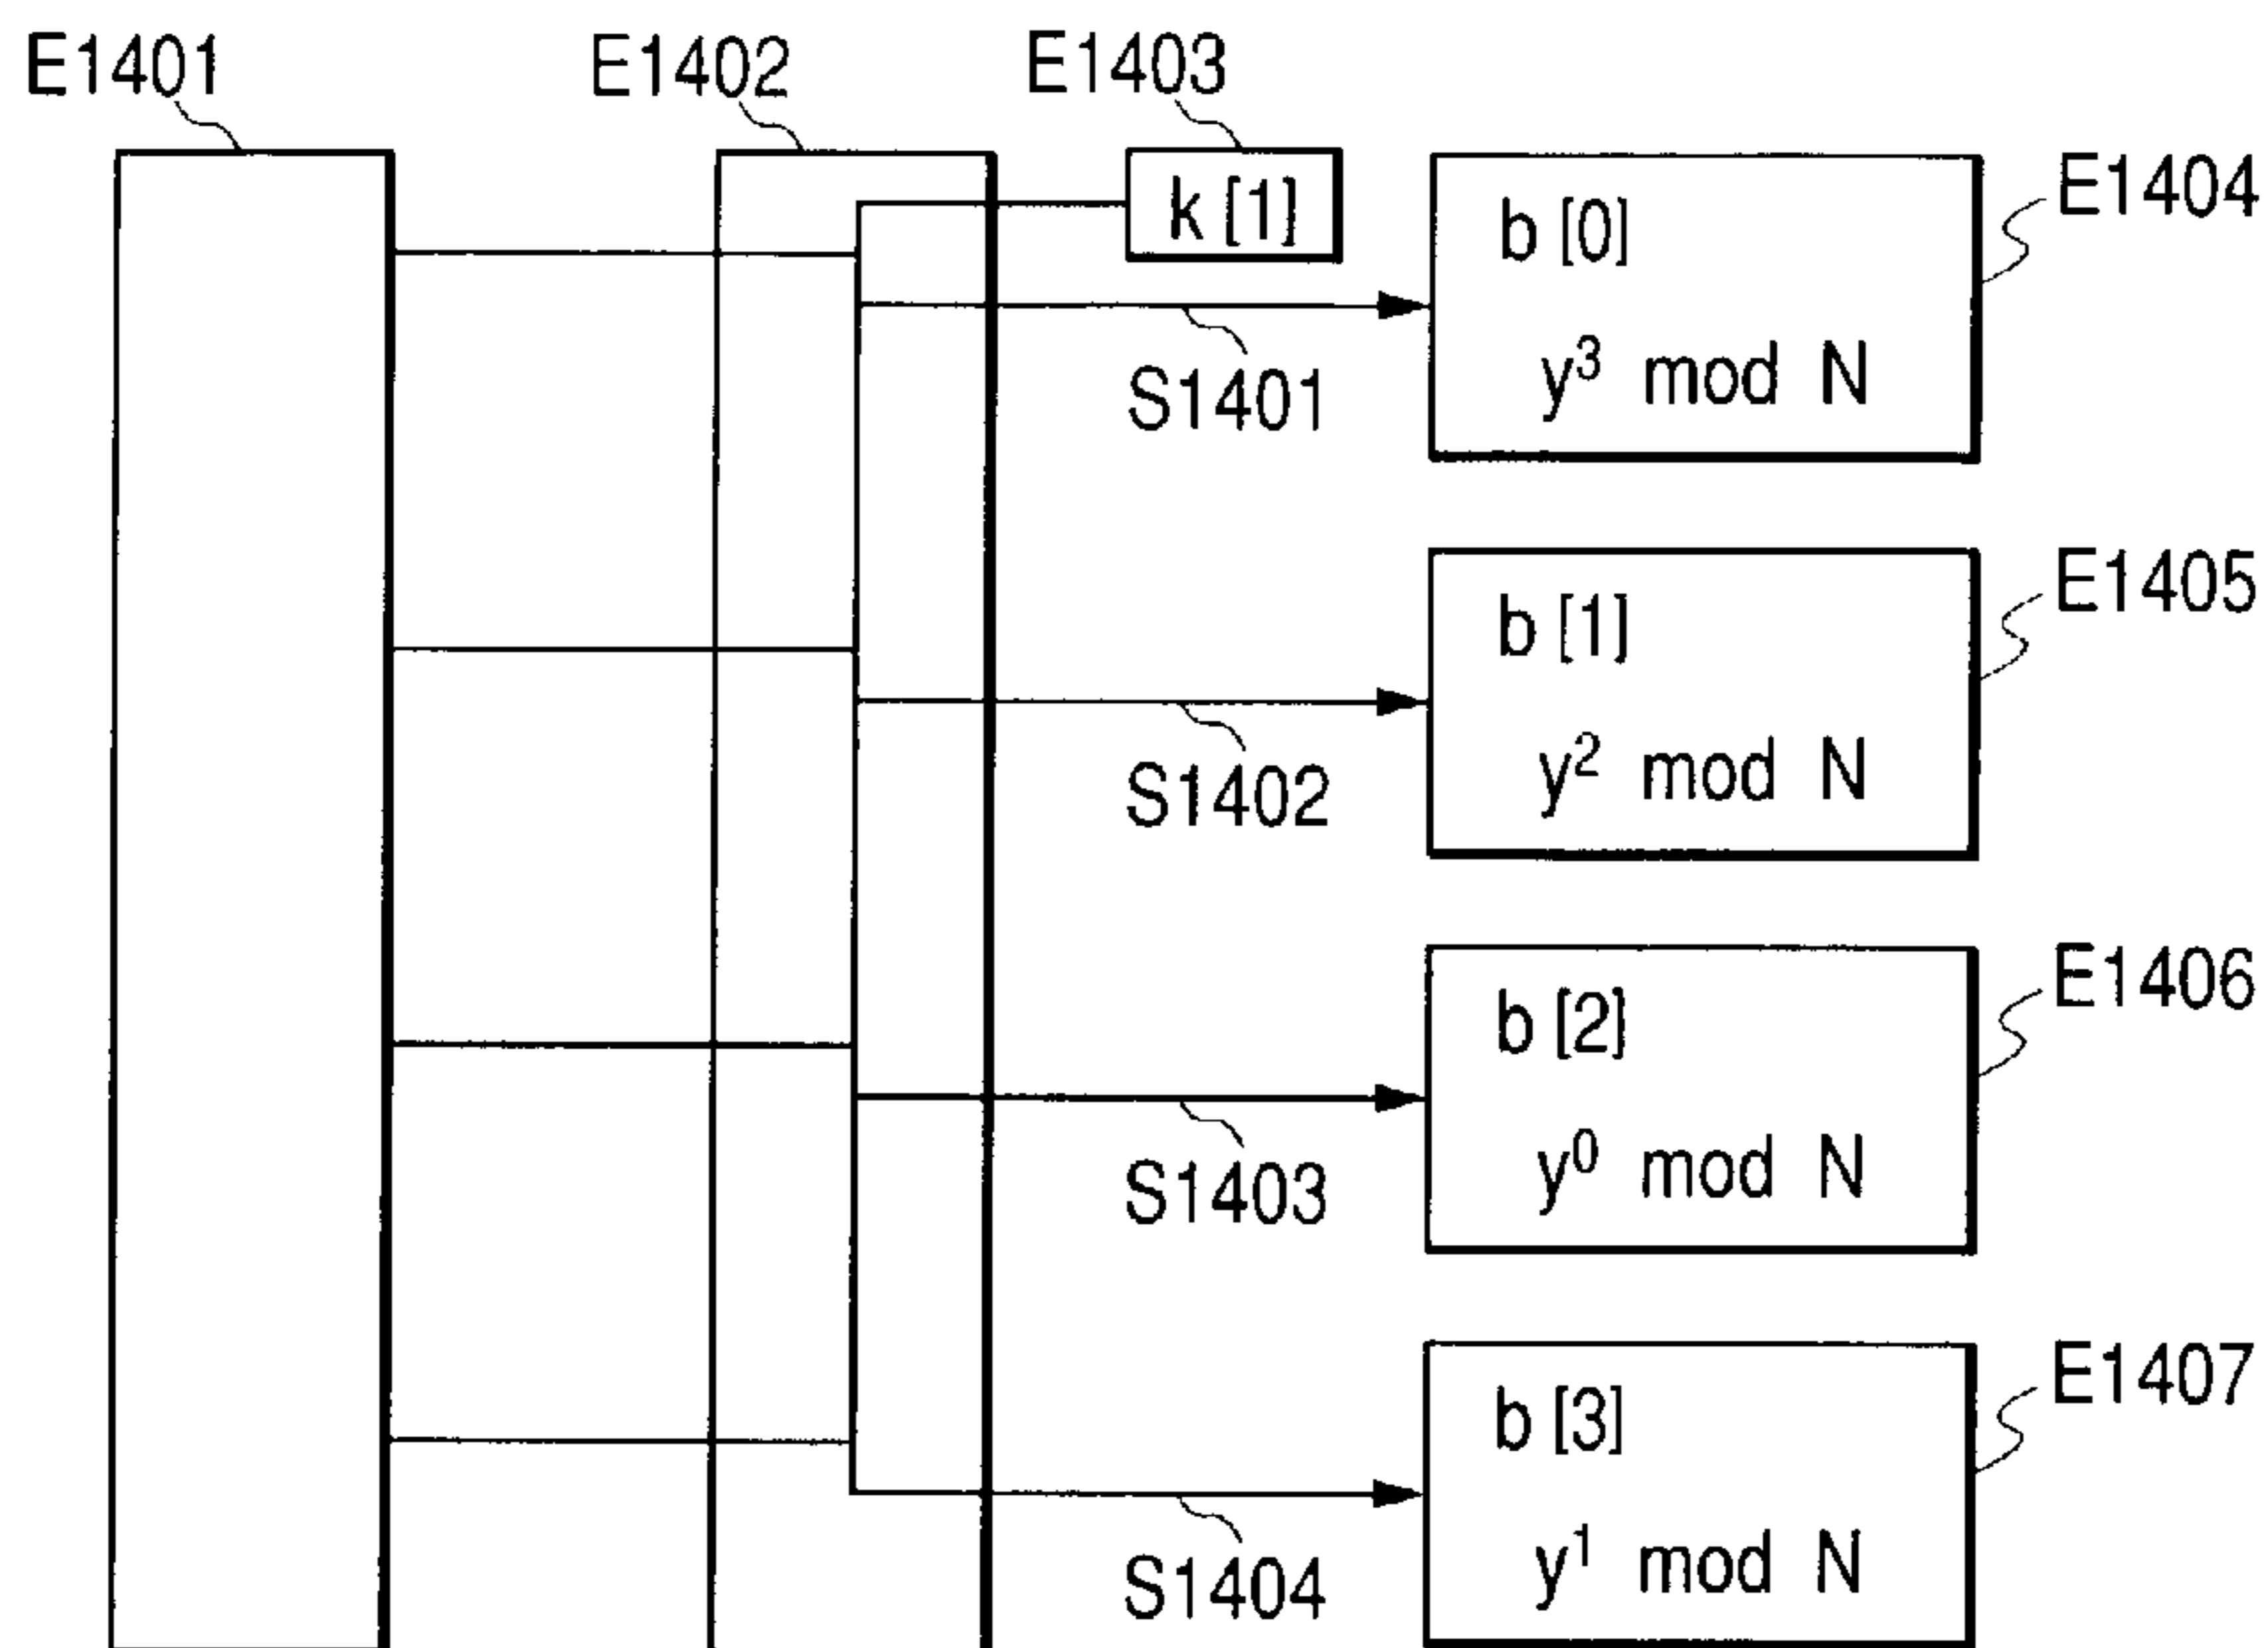 E1401
E1402
E1403
k [1]
E1404
b [0]
y³ mod N
S1401
E1405
b [1]
y² mod N
S1402
E1406
b [2]
y⁰ mod N
S1403
E1407
b [3]
y¹ mod N
S1404